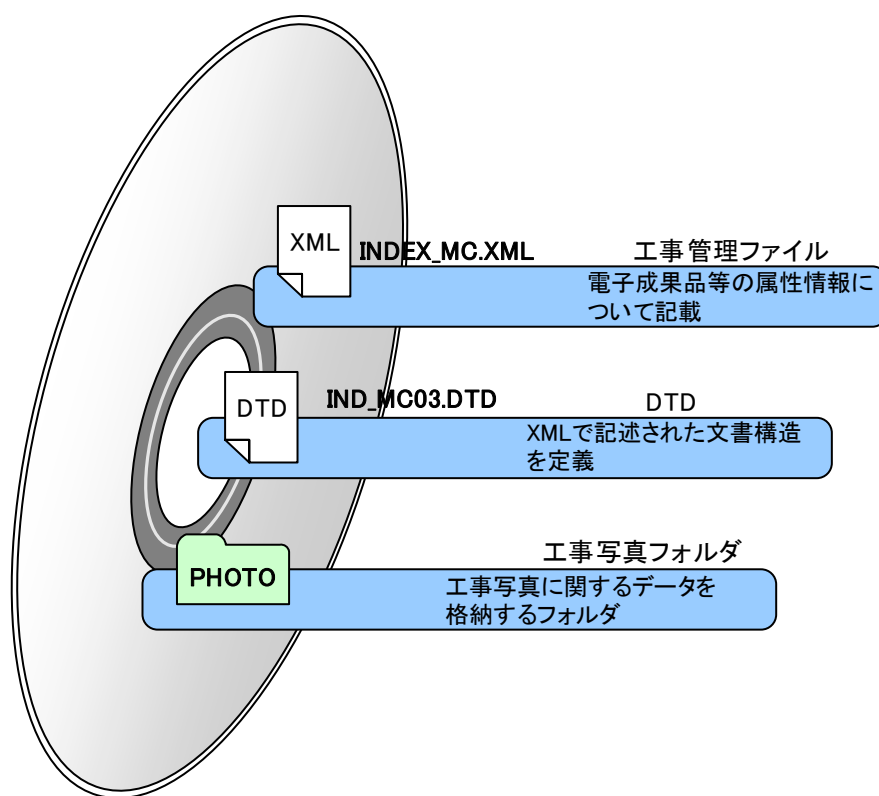 XML
INDEX_MC.XML 工事管理ファイル
電子成果品等の属性情報に
ついて記載
DTD
IND_MC03.DTD DTD
XMLで記述された文書構造
を定義
工事写真フォルダ
PHOTO
工事写真に関するデータを
格納するフォルダ